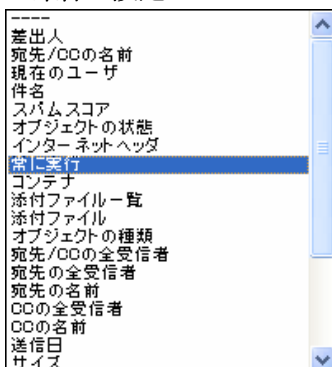 ----
差出人
宛先/CCの名前
現在のユーザ
件名
スパムスコア
オブジェクトの状態
インターネットヘッダ
常に実行
コンテナ
添付ファイル一覧
添付ファイル
オブジェクトの種類
宛先/CCの全受信者
宛先の全受信者
宛先の名前
CCの全受信者
CCの名前
送信日
サイズ